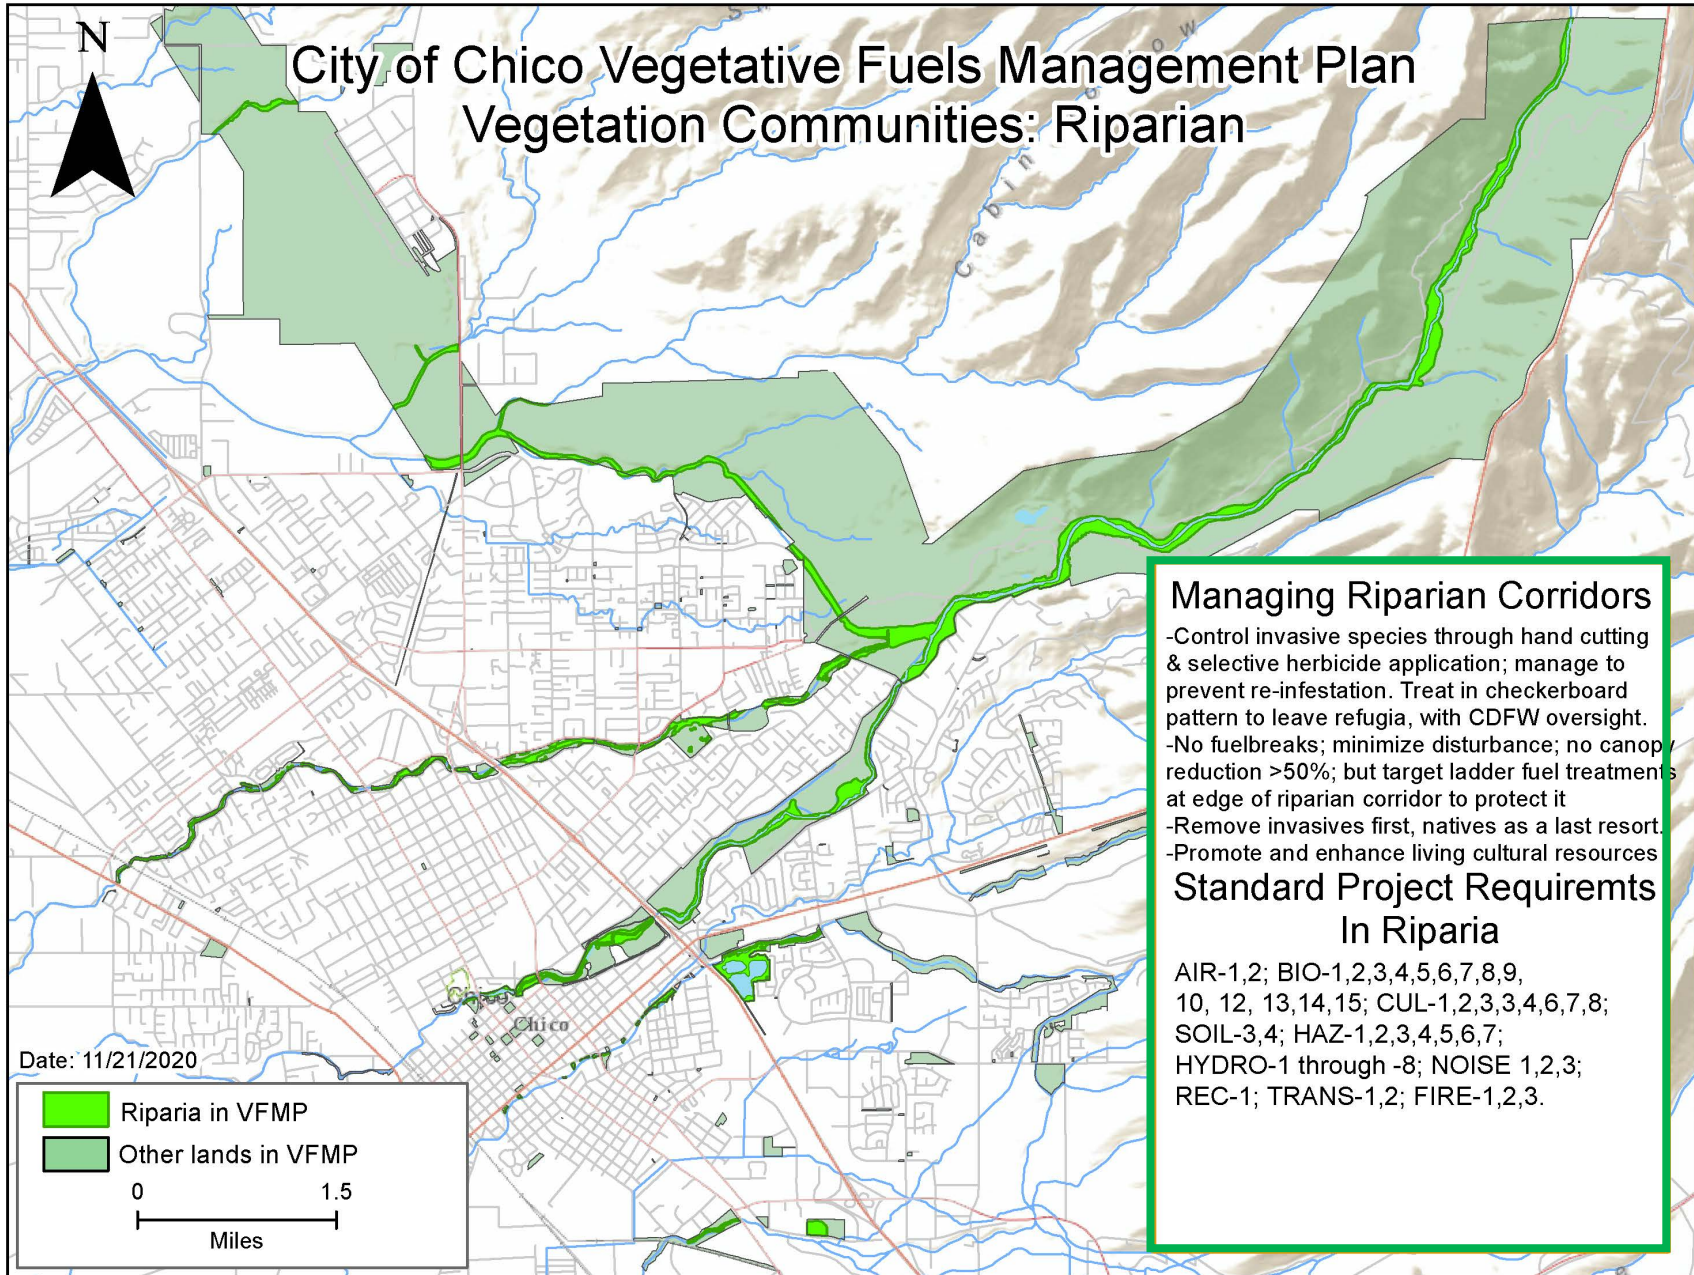 N
City of Chico Vegetative Fuels Management Plan
Vegetation Communities: Riparian
Cabin
ow
Managing Riparian Corridors
-Control invasive species through hand cutting
& selective herbicide application; manage to
prevent re-infestation. Treat in checkerboard
pattern to leave refugia, with CDFW oversight.
-No fuelbreaks; minimize disturbance; no canopy
reduction >50%; but target ladder fuel treatments
at edge of riparian corridor to protect it
-Remove invasives first, natives as a last resort.
-Promote and enhance living cultural resources
Standard Project Requiremts
In Riparia
AIR-1,2; BIO-1,2,3,4,5,6,7,8,9,
10, 12, 13,14,15; CUL-1,2,3,3,4,6,7,8;
SOIL-3,4; HAZ-1,2,3,4,5,6,7;
HYDRO-1 through -8; NOISE 1,2,3;
REC-1; TRANS-1,2; FIRE-1,2,3.
Chico
Chico
Date: 11/21/2020
Riparia in VFMP
Other lands in VFMP
0 1.5
Miles